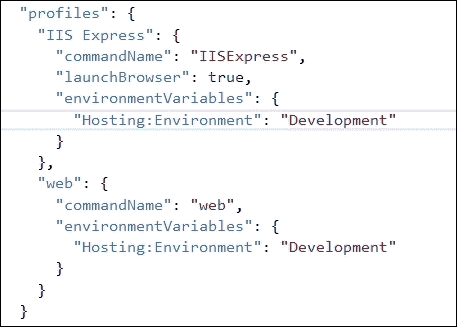 "profiles": {
"IIS Express": {
"commandName": "IISExpress",
"launchBrowser": true,
"environmentVariables": {
"Hosting:Environment": "Development"
}
},
"web": {
"commandName": "web",
"environmentVariables": {
"Hosting:Environment": "Development"
}
}
}